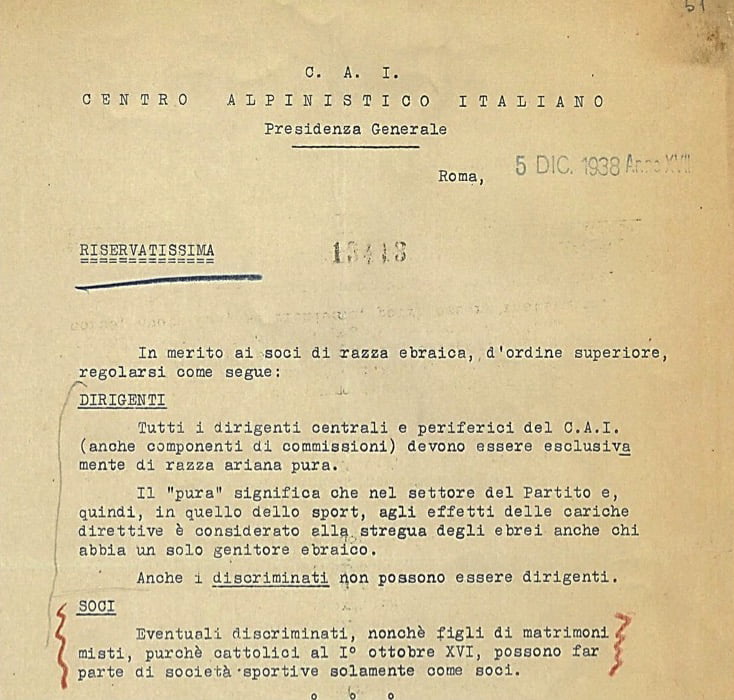 51
C. A. I.
CENTRO ALPINISTICO ITALIANO
Presidenza Generale
Roma, 5 DIC. 1938 Anno XVII
RISERVATISSIMA
13413
In merito ai soci di razza ebraica, d'ordine superiore,
regolarsi come segue:
DIRIGENTI
Tutti i dirigenti centrali e periferici del C.A.I.
(anche componenti di commissioni) devono essere esclusiva
mente di razza ariana pura.
Il "pura" significa che nel settore del Partito e,
quindi, in quello dello sport, agli effetti delle cariche
direttive è considerato alla stregua degli ebrei anche chi
abbia un solo genitore ebraico.
Anche i discriminati non possono essere dirigenti.
SOCI
Eventuali discriminati, nonchè figli di matrimoni
misti, purchè cattolici al I° ottobre XVI, possono far
parte di società sportive solamente come soci.